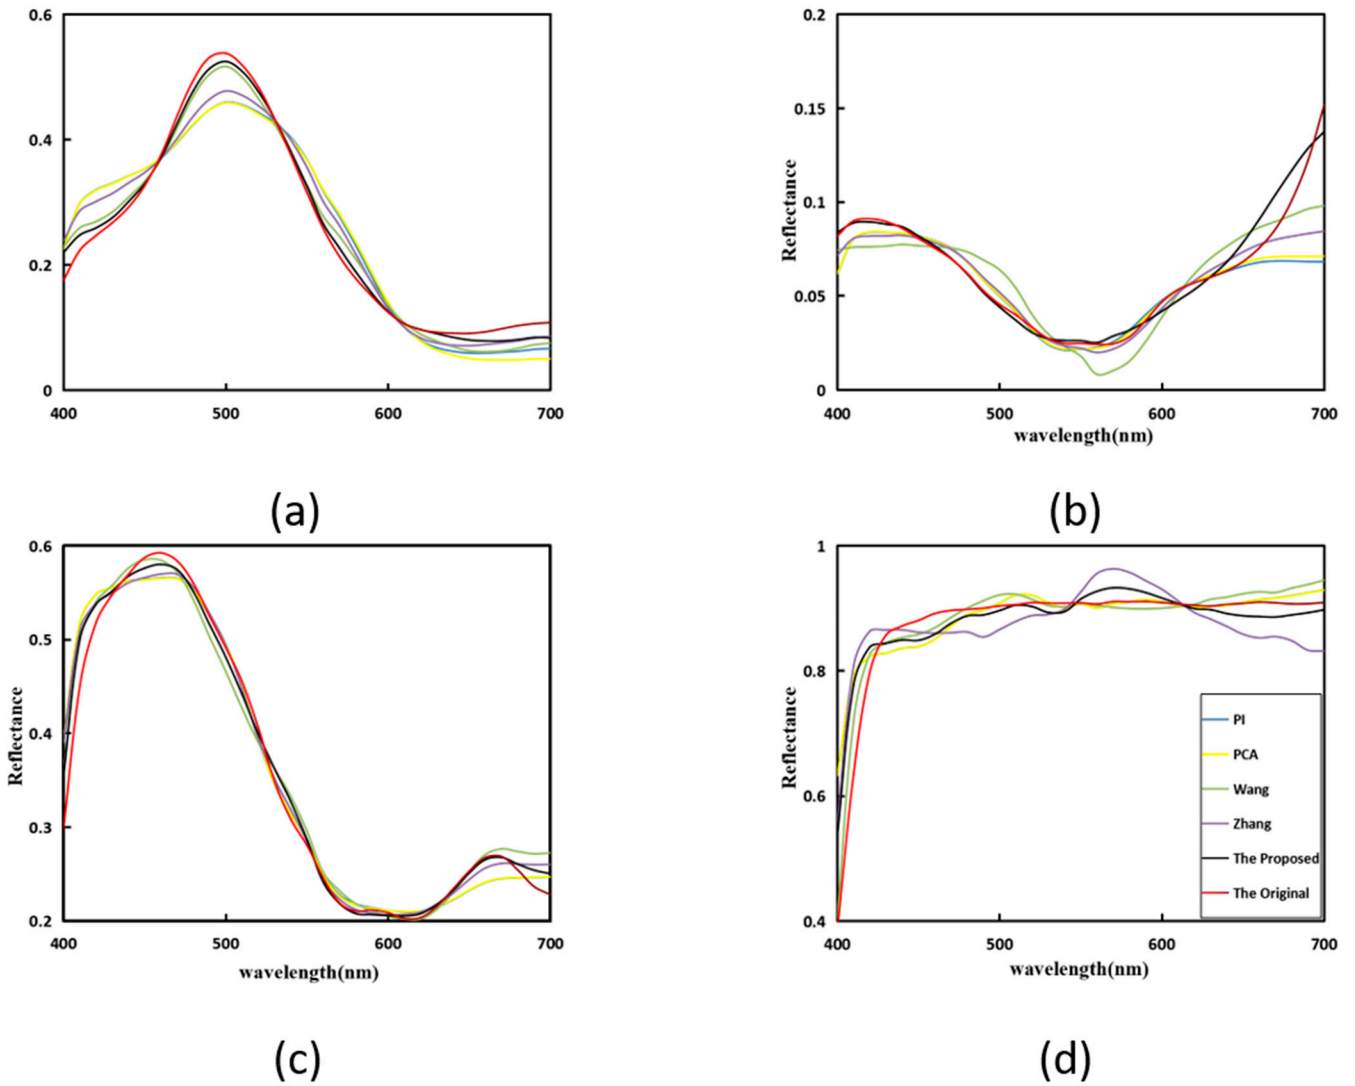 0.6
0.4
0.2
0
400 500 600 700
(a)
0.2
0.15
0.1
0.05
0
Reflectance
400 500 600 700
wavelength(nm)
(b)
0.6
0.5
0.4
0.3
0.2
Reflectance
400 500 600 700
wavelength(nm)
(c)
1
0.8
0.6
0.4
Reflectance
PI
PCA
Wang
Zhang
The Proposed
The Original
400 500 600 700
wavelength(nm)
(d)